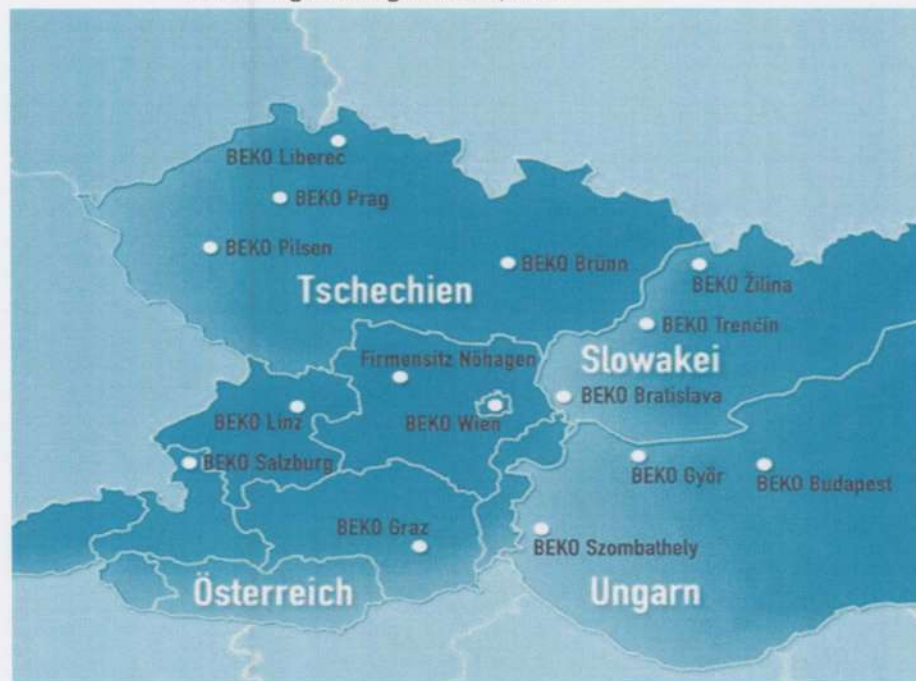 BEKO Liberec
BEKO Prag
BEKO Pilsen
BEKO Brünn
BEKO Žilina
Tschechien
BEKO Trenčín
Firmensitz Nöhagen
Slowakei
BEKO Bratislava
BEKO Linz
BEKO Wien
BEKO Salzburg
BEKO Győr
BEKO Budapest
BEKO Graz
BEKO Szombathely
Österreich
Ungarn